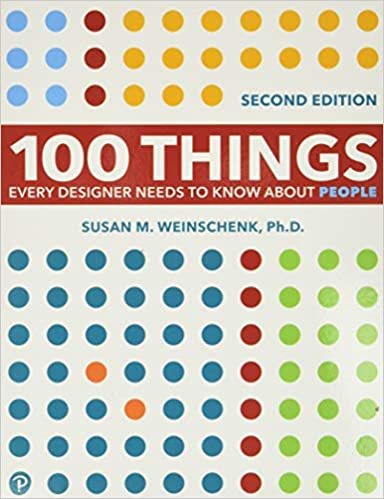 SECOND EDITION
100 THINGS
EVERY DESIGNER NEEDS TO KNOW ABOUT PEOPLE
SUSAN M. WEINSCHENK, Ph.D.
P